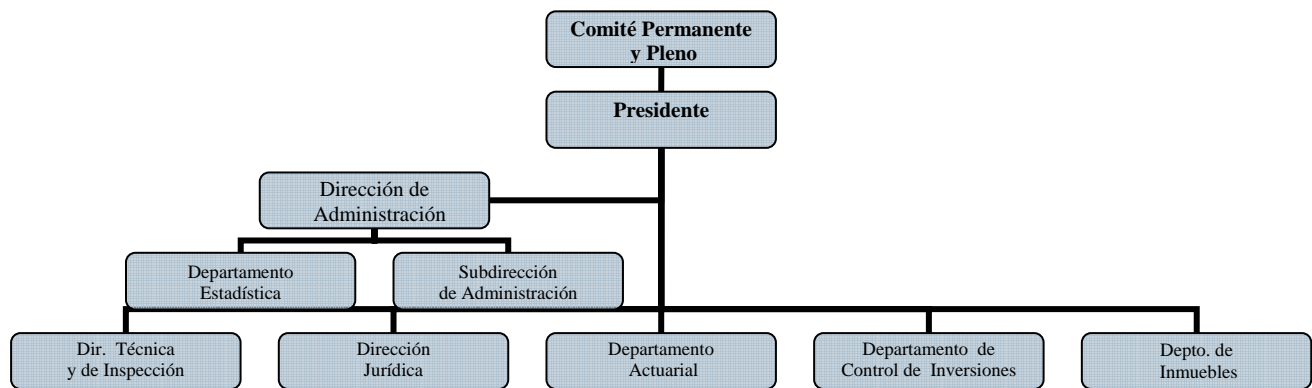 Comité Permanente
y Pleno
Presidente
Dirección de
Administración
Departamento
Estadística
Subdirección
de Administración
Dir. Técnica
y de Inspección
Dirección
Jurídica
Departamento
Actuarial
Departamento de
Control de Inversiones
Depto. de
Inmuebles